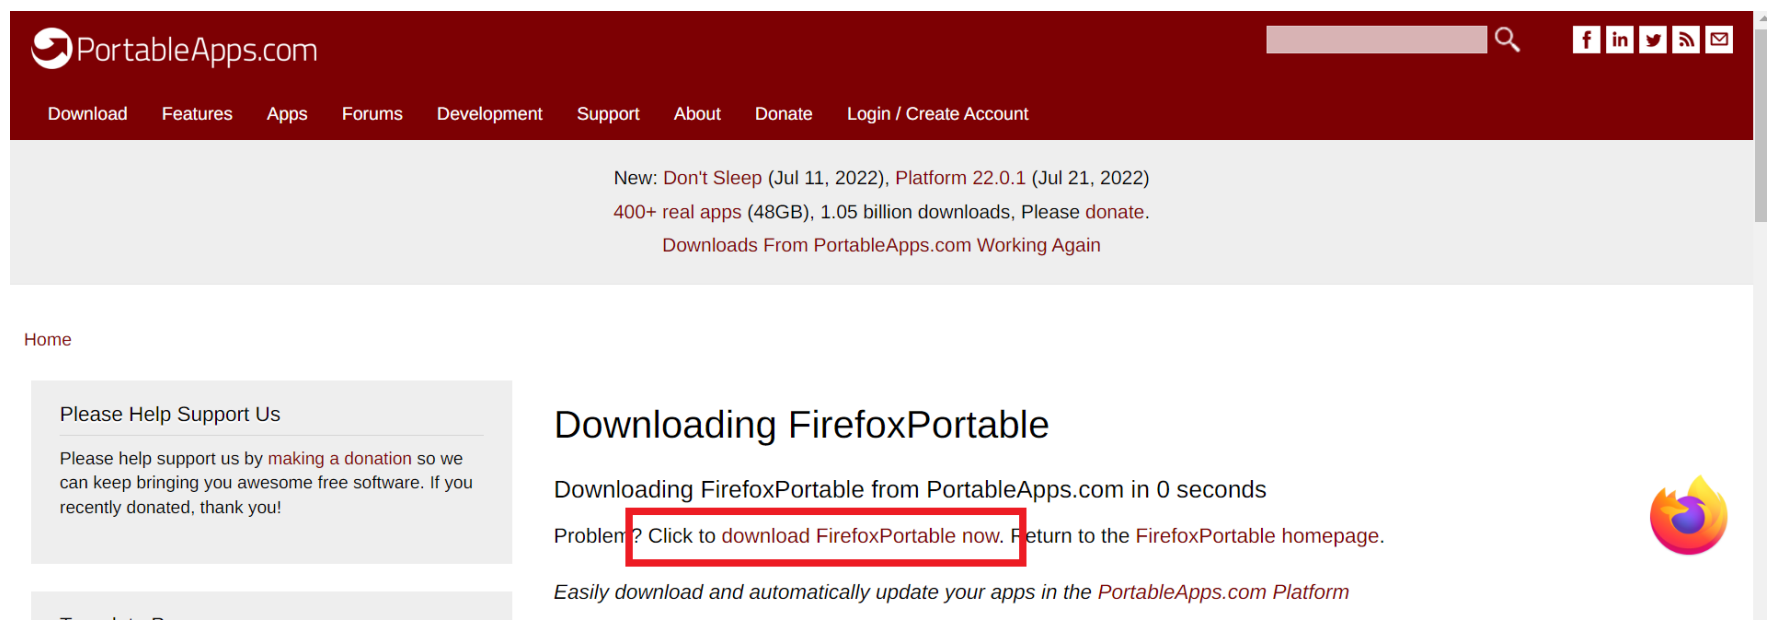 PortableApps.com
f in
Download Features Apps Forums Development Support About Donate Login / Create Account
New: Don't Sleep (Jul 11, 2022), Platform 22.0.1 (Jul 21, 2022)
400+ real apps (48GB), 1.05 billion downloads, Please donate.
Downloads From PortableApps.com Working Again
Home
Please Help Support Us
Please help support us by making a donation so we
can keep bringing you awesome free software. If you
recently donated, thank you!
Downloading FirefoxPortable
Downloading FirefoxPortable from PortableApps.com in 0 seconds
Problem? Click to download FirefoxPortable now. Return to the FirefoxPortable homepage.
Easily download and automatically update your apps in the PortableApps.com Platform